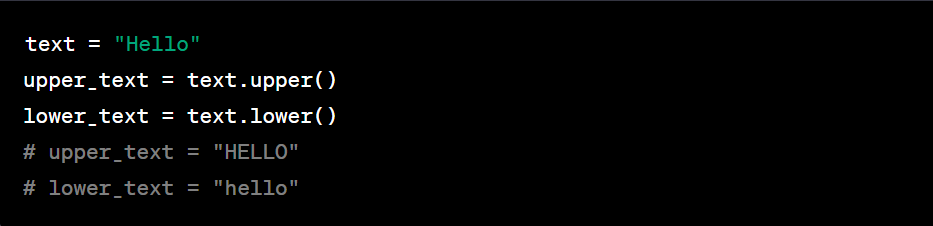 text = "Hello"
upper_text = text.upper()
lower_text = text.lower()
# upper_text = "HELLO"
# lower_text = "hello"